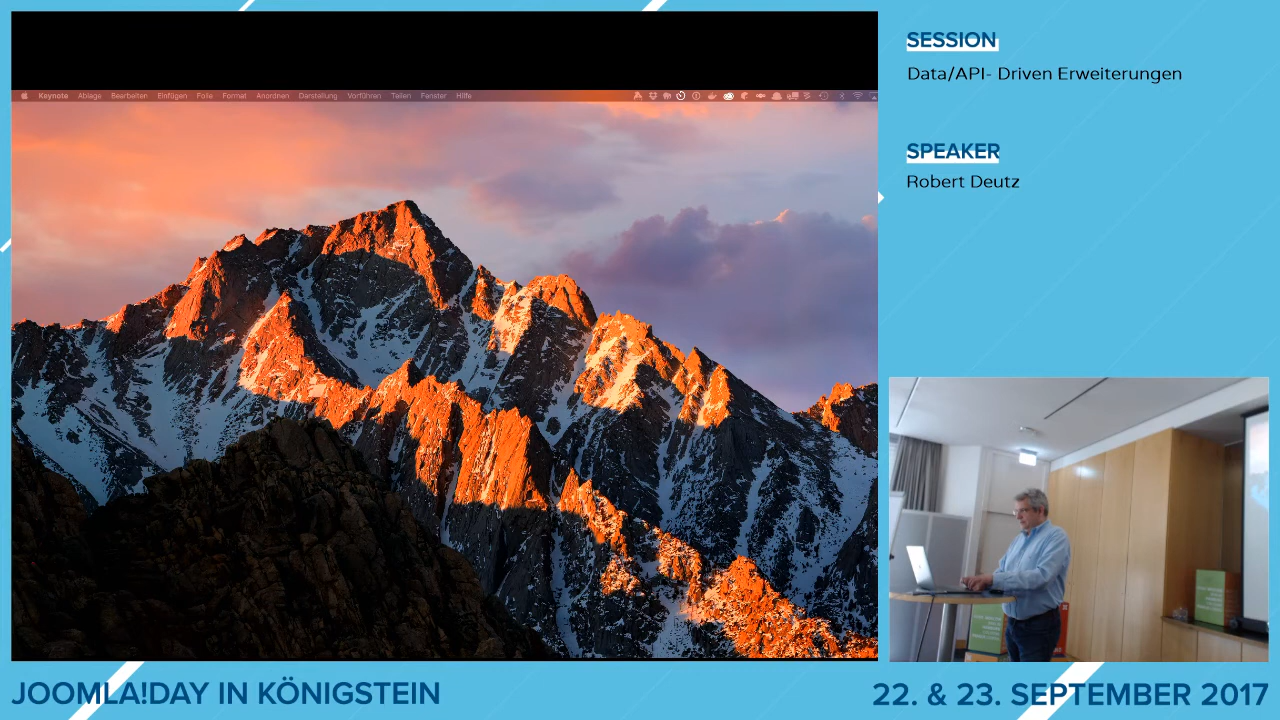 SESSION
Data/API- Driven Erweiterungen
SPEAKER
Robert Deutz
Keynote Ablage Bearbeiten Einfügen Folie Format Anordnen Darstellung Vorführen Teilen Fenster Hilfe
JOOMLA!DAY IN KÖNIGSTEIN
22. & 23. SEPTEMBER 2017